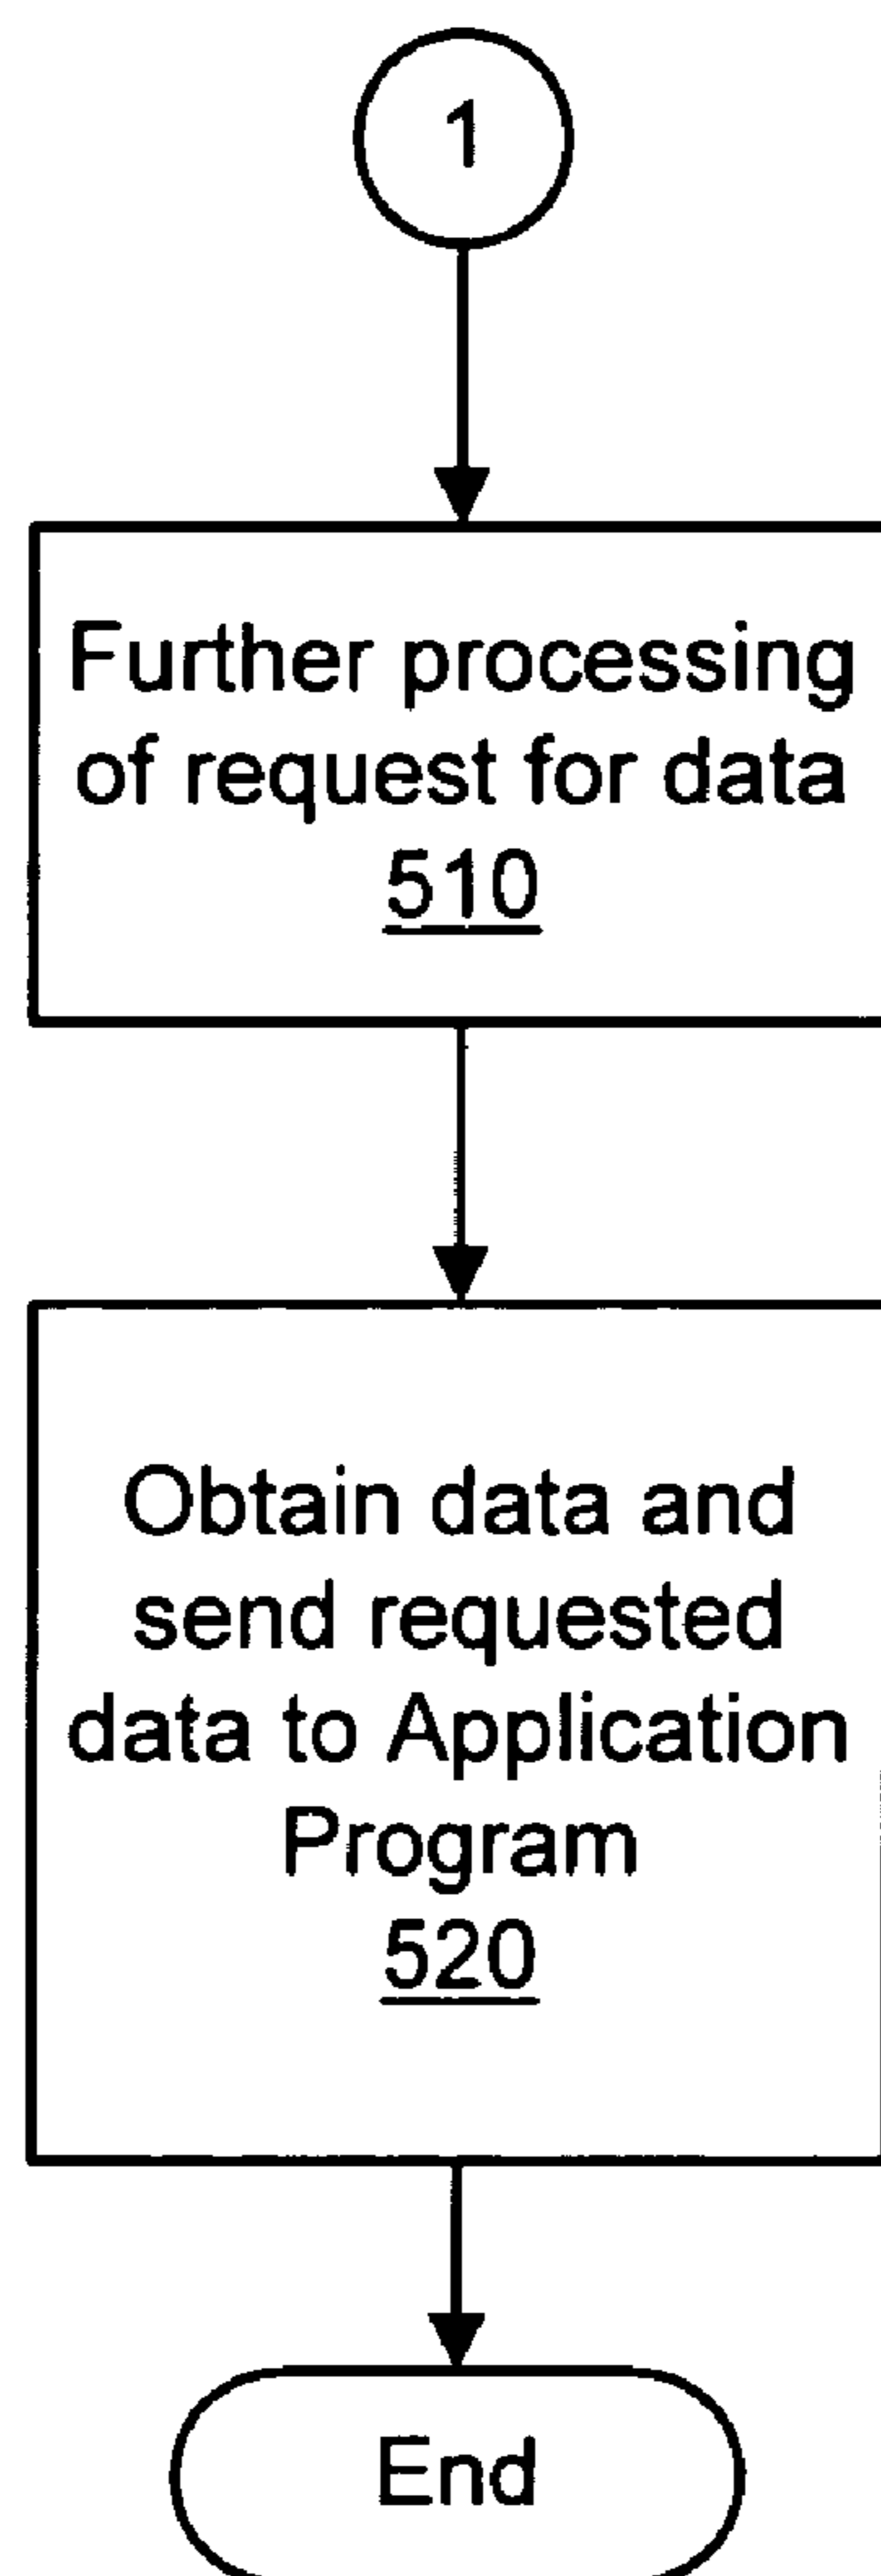 1
Further processing
of request for data
510
Obtain data and
send requested
data to Application
Program
520
End